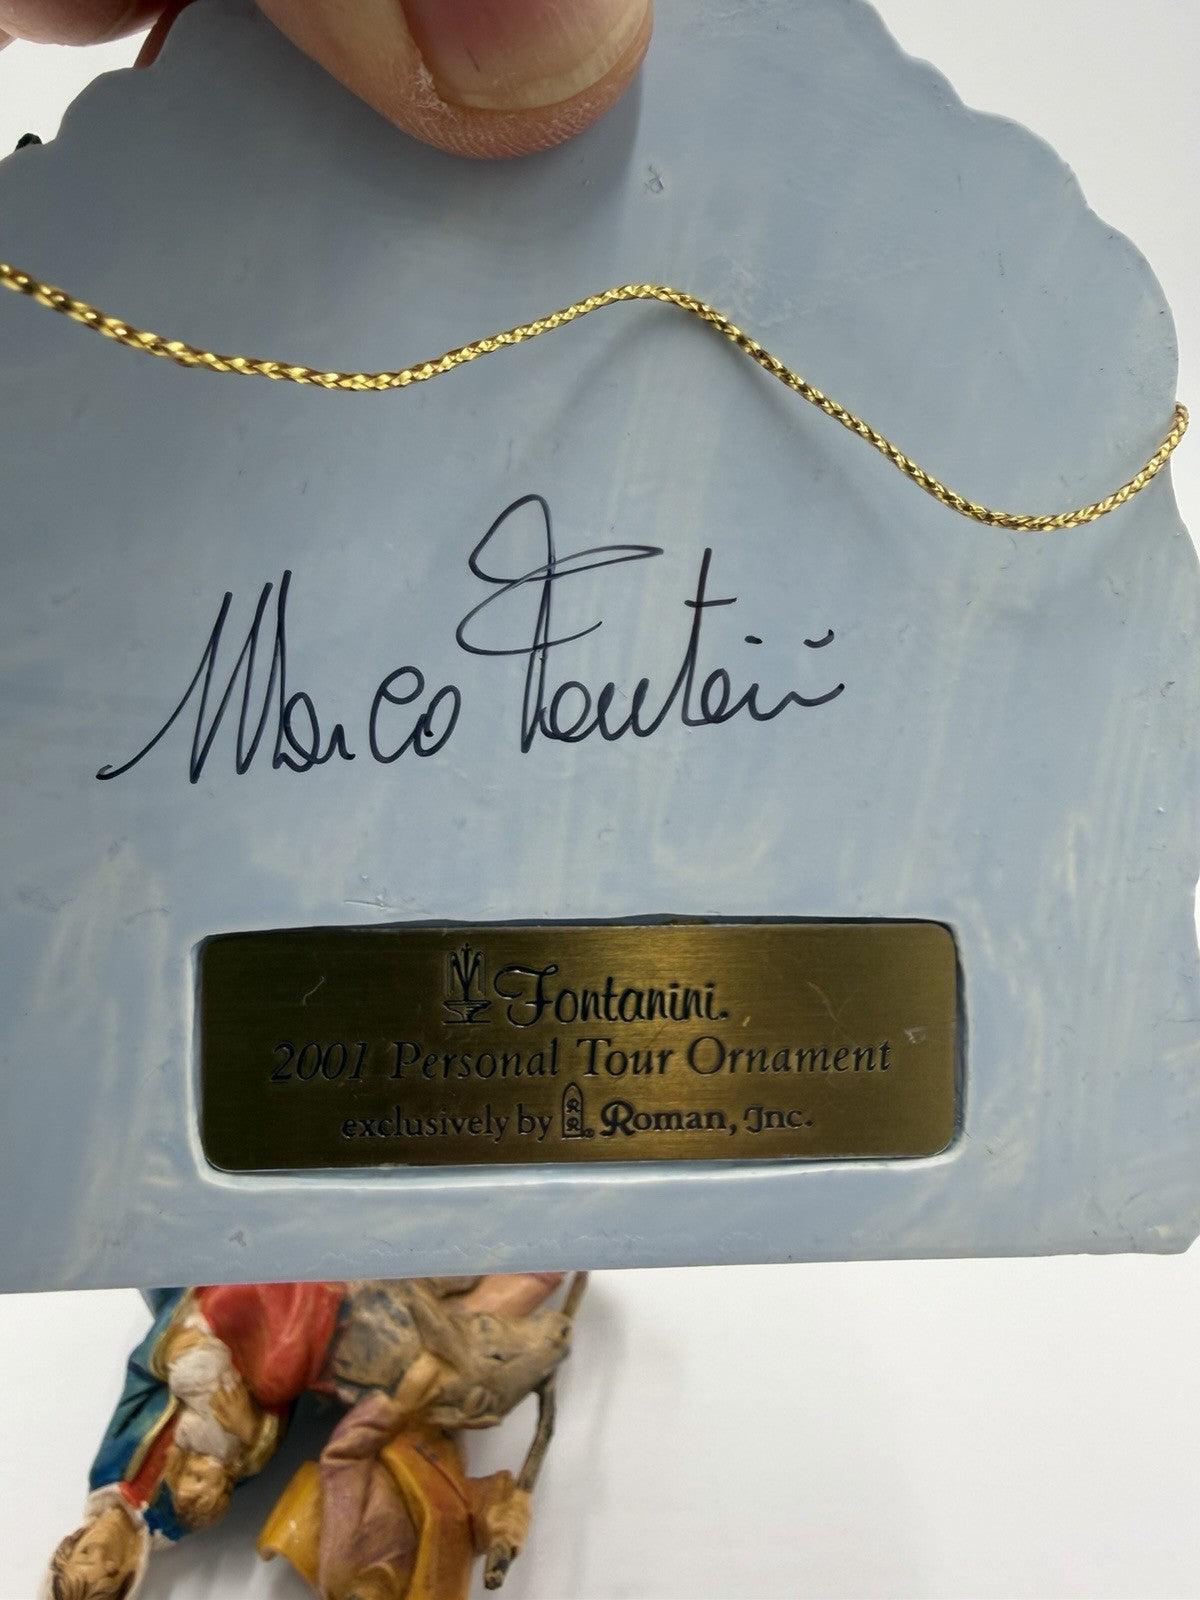 Marco Fontanini
Fontanini.
2001 Personal Tour Ornament
exclusively by Roman, Inc.